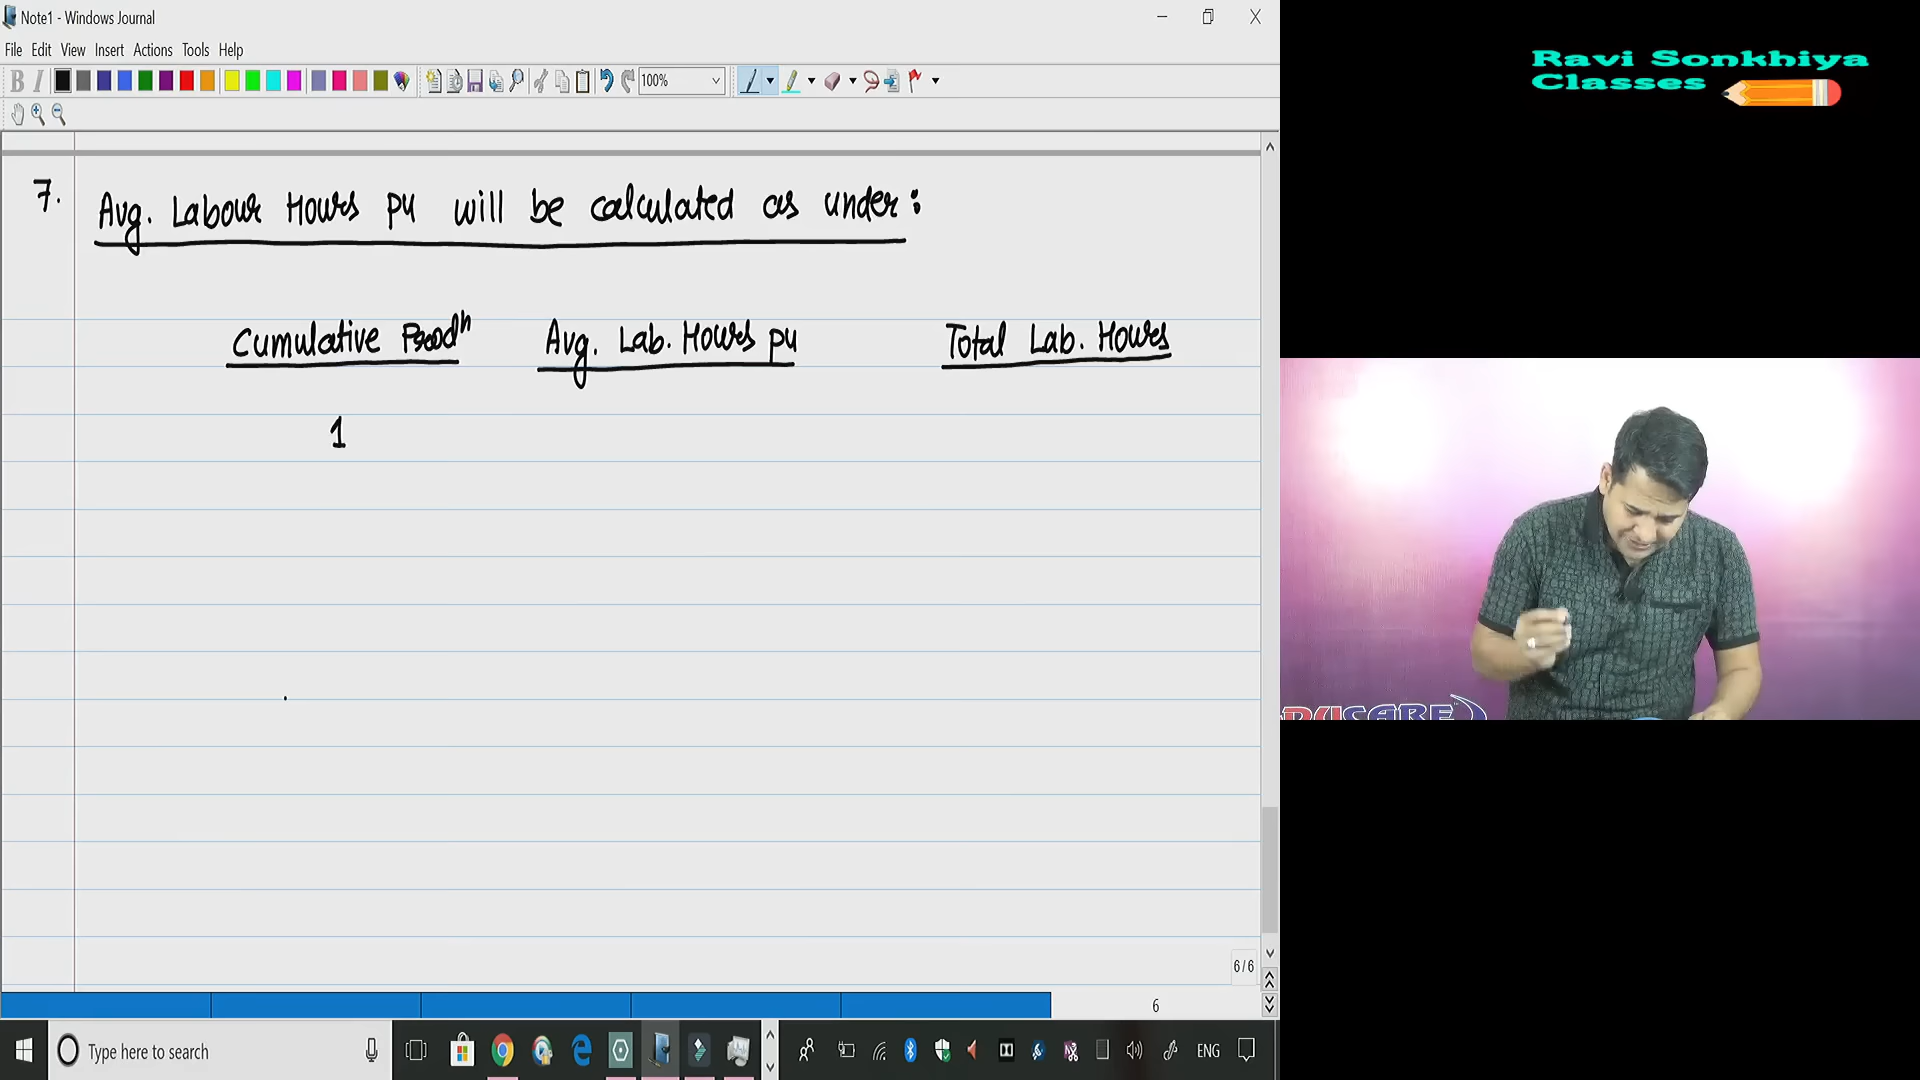 Note1 - Windows Journal
File Edit View Insert Actions Tools Help
B I 100%
7. Avg. Labour Hours pu will be calculated as under:
Cumulative Prodn Avg. Lab. Hours pu Total Lab. Hours
1
6/6
6
Type here to search
ENG
Ravi Sonkhiya
Classes